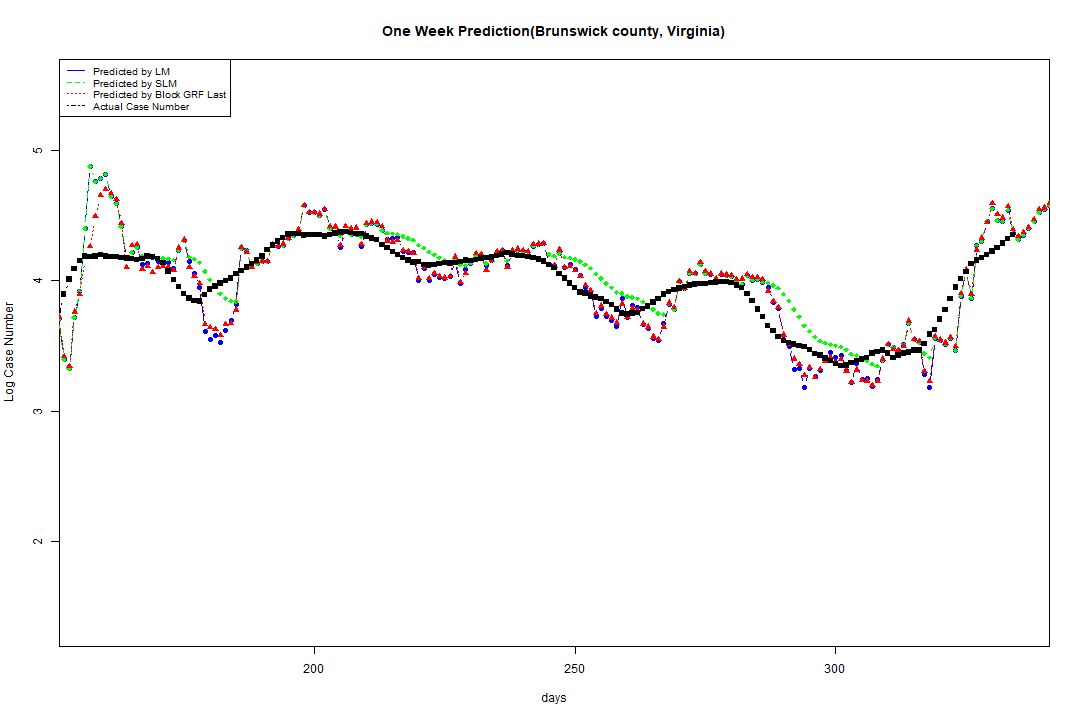 One Week Prediction(Brunswick county, Virginia)
Predicted by LM
Predicted by SLM
Predicted by Block GRF Last
Actual Case Number
5
4
3
2
Log Case Number
200
250
300
days